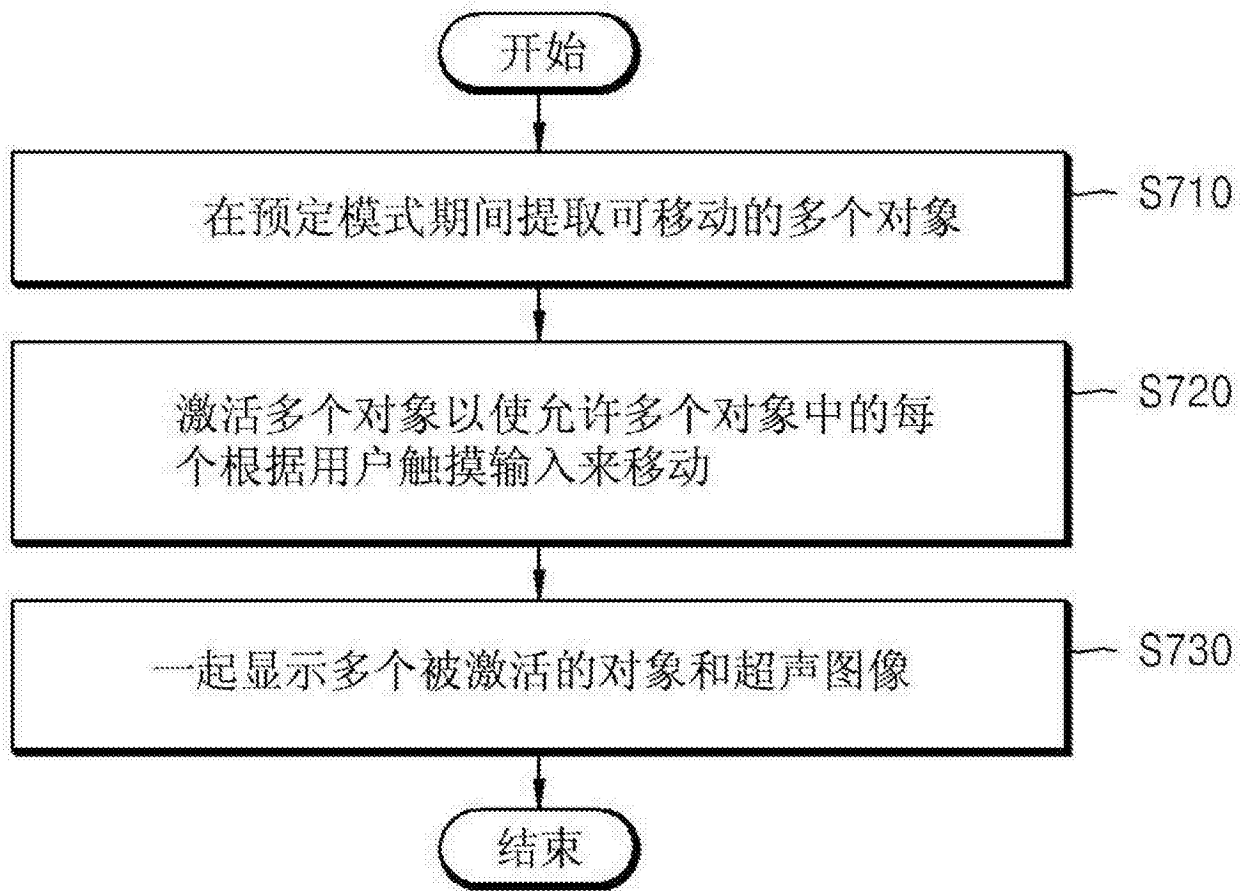 开始
在预定模式期间提取可移动的多个对象
S710
激活多个对象以使允许多个对象中的每
个根据用户触摸输入来移动
S720
一起显示多个被激活的对象和超声图像
S730
结束